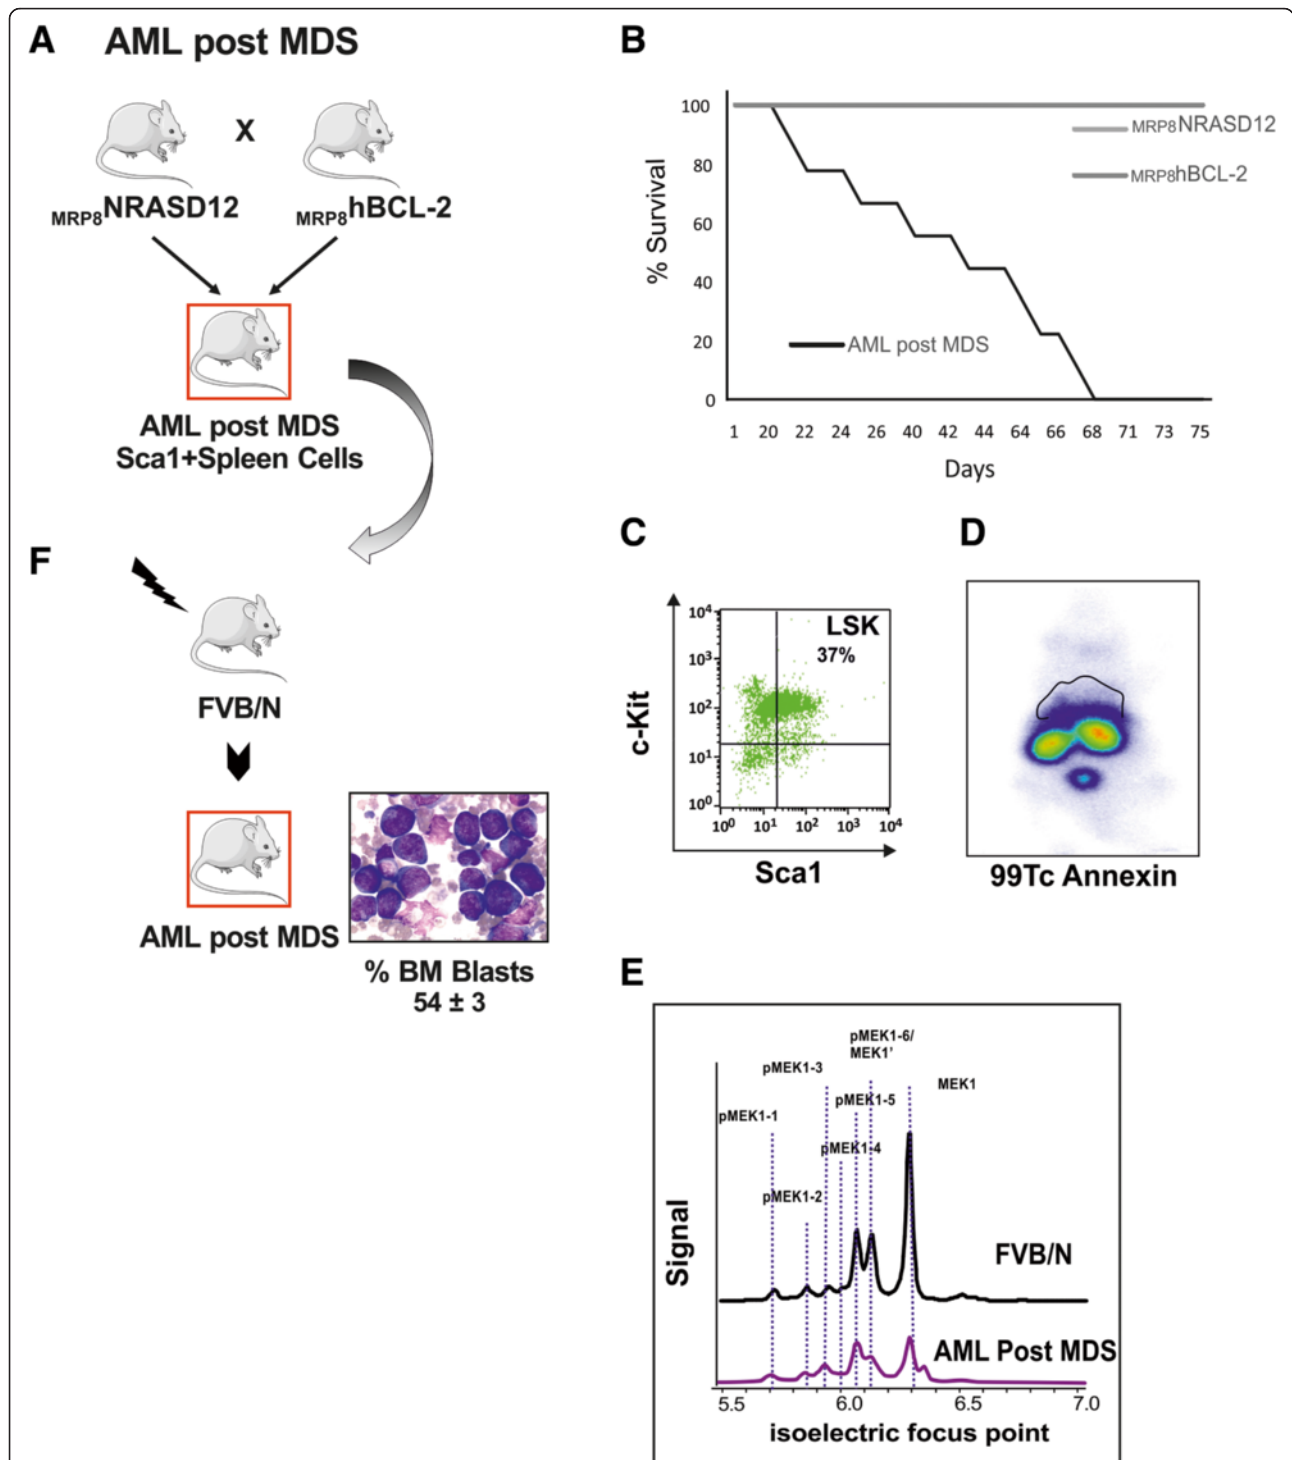 A AML post MDS
X
MRP8NRASD12
MRP8hBCL-2
AML post MDS
Sca1+Spleen Cells
B
% Survival
100
80
60
40
20
0
MRP8NRASD12
MRP8hBCL-2
AML post MDS
1 20 22 24 26 40 42 44 64 66 68 71 73 75
Days
C
c-Kit
10⁴
10³
10²
10¹
10⁰
LSK
37%
10⁰ 10¹ 10² 10³ 10⁴
Sca1
D
99Tc Annexin
F
FVB/N
AML post MDS
% BM Blasts
54 ± 3
E
Signal
pMEK1-6/
MEK1'
pMEK1-3
MEK1
pMEK1-5
pMEK1-1
pMEK1-4
pMEK1-2
FVB/N
AML Post MDS
5.5 6.0 6.5 7.0
isoelectric focus point